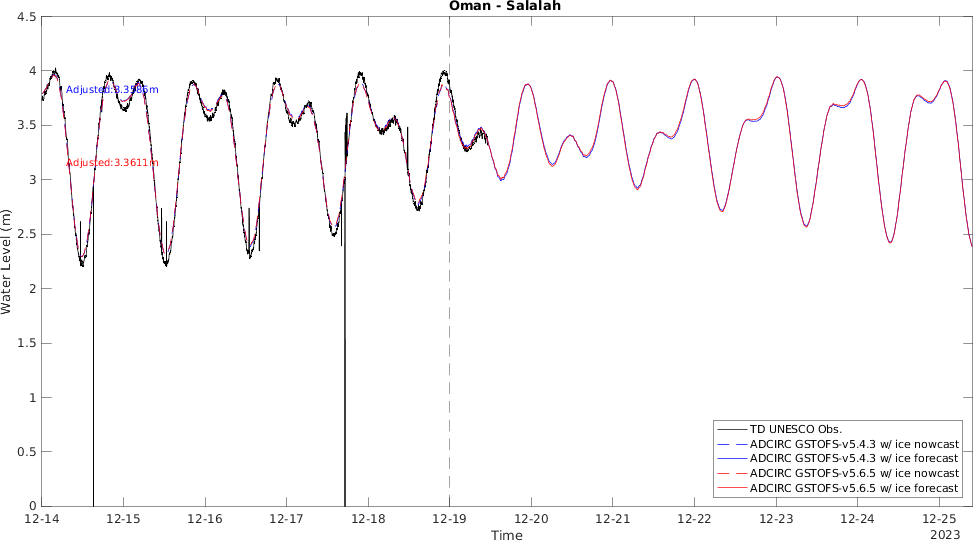 Oman - Salalah
4.5
4
3.5
3
2.5
2
1.5
1
0.5
0
Water Level (m)
Adjusted:3.3586m
Adjusted:3.3611m
TD UNESCO Obs.
ADCIRC GSTOFS-v5.4.3 w/ ice nowcast
ADCIRC GSTOFS-v5.4.3 w/ ice forecast
ADCIRC GSTOFS-v5.6.5 w/ ice nowcast
ADCIRC GSTOFS-v5.6.5 w/ ice forecast
12-14 12-15 12-16 12-17 12-18 12-19 12-20 12-21 12-22 12-23 12-24 12-25
Time
2023